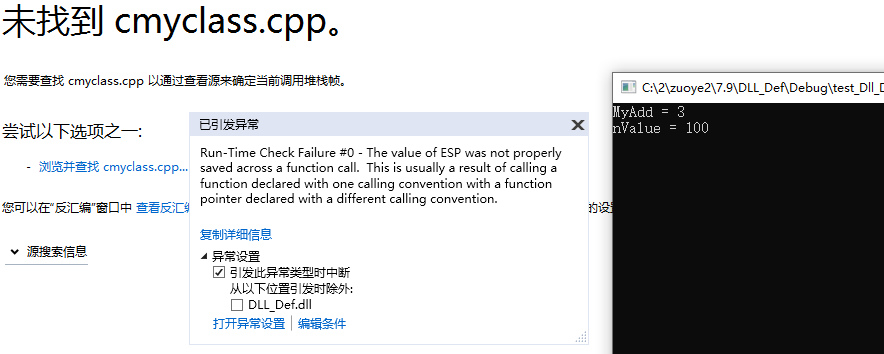 未找到 cmyclass.cpp。
您需要查找 cmyclass.cpp 以通过查看源来确定当前调用堆栈帧。
尝试以下选项之一:
- 浏览并查找 cmyclass.cpp...
您可以在“反汇编”窗口中 查看反汇编
的设置
源搜索信息
已引发异常
Run-Time Check Failure #0 - The value of ESP was not properly
saved across a function call.  This is usually a result of calling a
function declared with one calling convention with a function
pointer declared with a different calling convention.
复制详细信息
异常设置
引发此异常类型时中断
从以下位置引发时除外:
DLL_Def.dll
打开异常设置 | 编辑条件
C:\2\zuoye2\7.9\DLL_Def\Debug\test_Dll_D
MyAdd = 3
nValue = 100